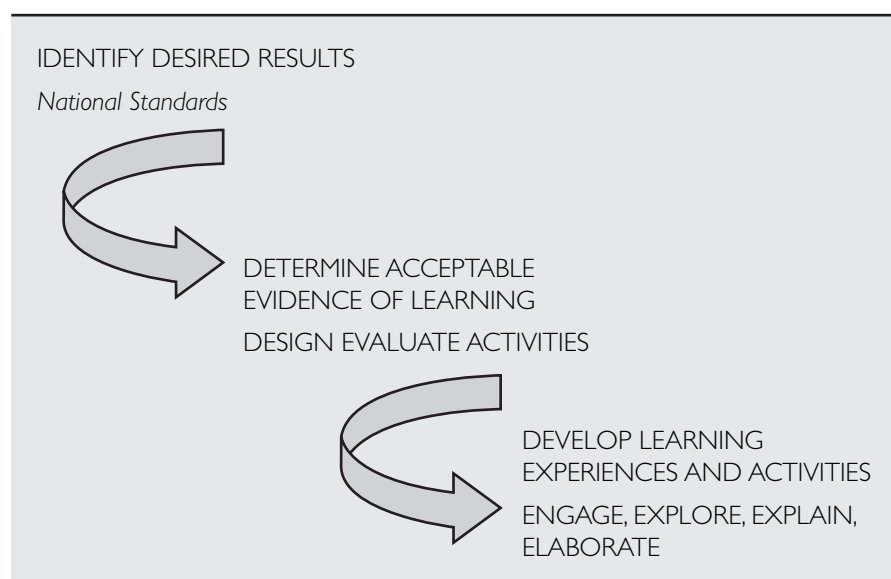 IDENTIFY DESIRED RESULTS
National Standards
DETERMINE ACCEPTABLE
EVIDENCE OF LEARNING
DESIGN EVALUATE ACTIVITIES
DEVELOP LEARNING
EXPERIENCES AND ACTIVITIES
ENGAGE, EXPLORE, EXPLAIN,
ELABORATE